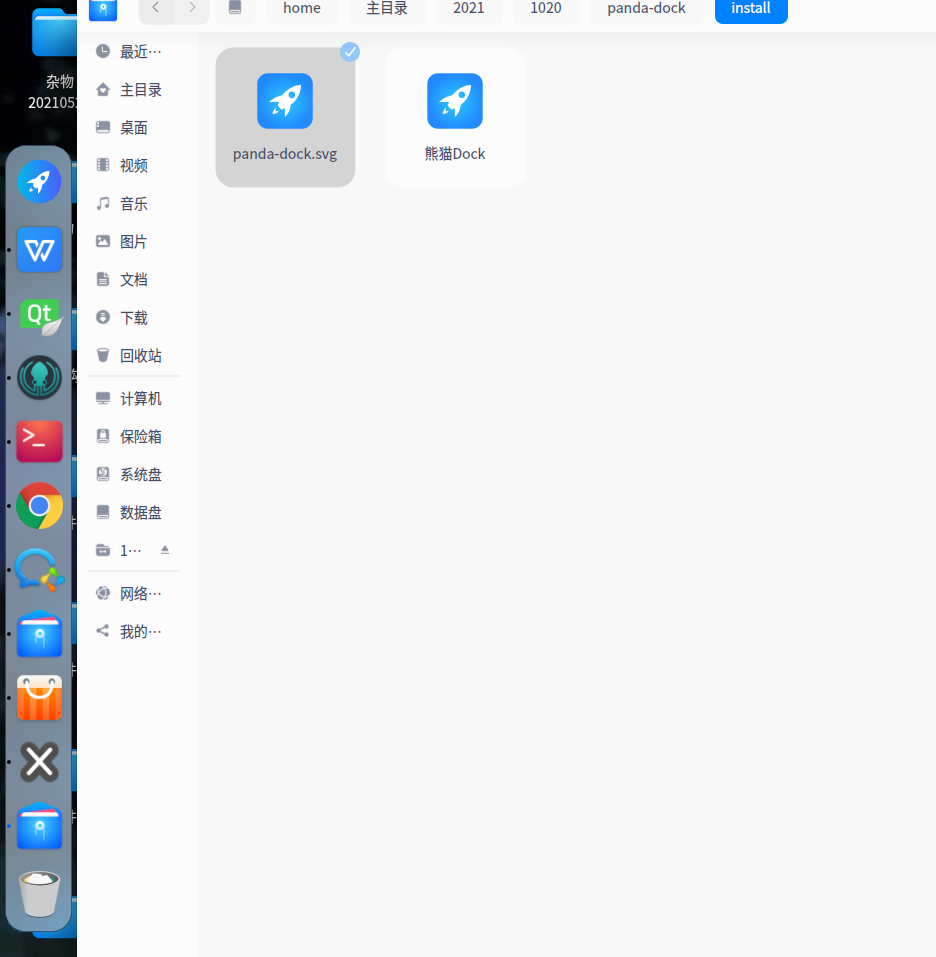 home
主目录
2021
1020
panda-dock
install
杂物
202105
最近···
主目录
桌面
视频
音乐
图片
文档
下载
回收站
计算机
保险箱
系统盘
数据盘
1···
网络···
我的···
panda-dock.svg
熊猫Dock
W
Qt
>_